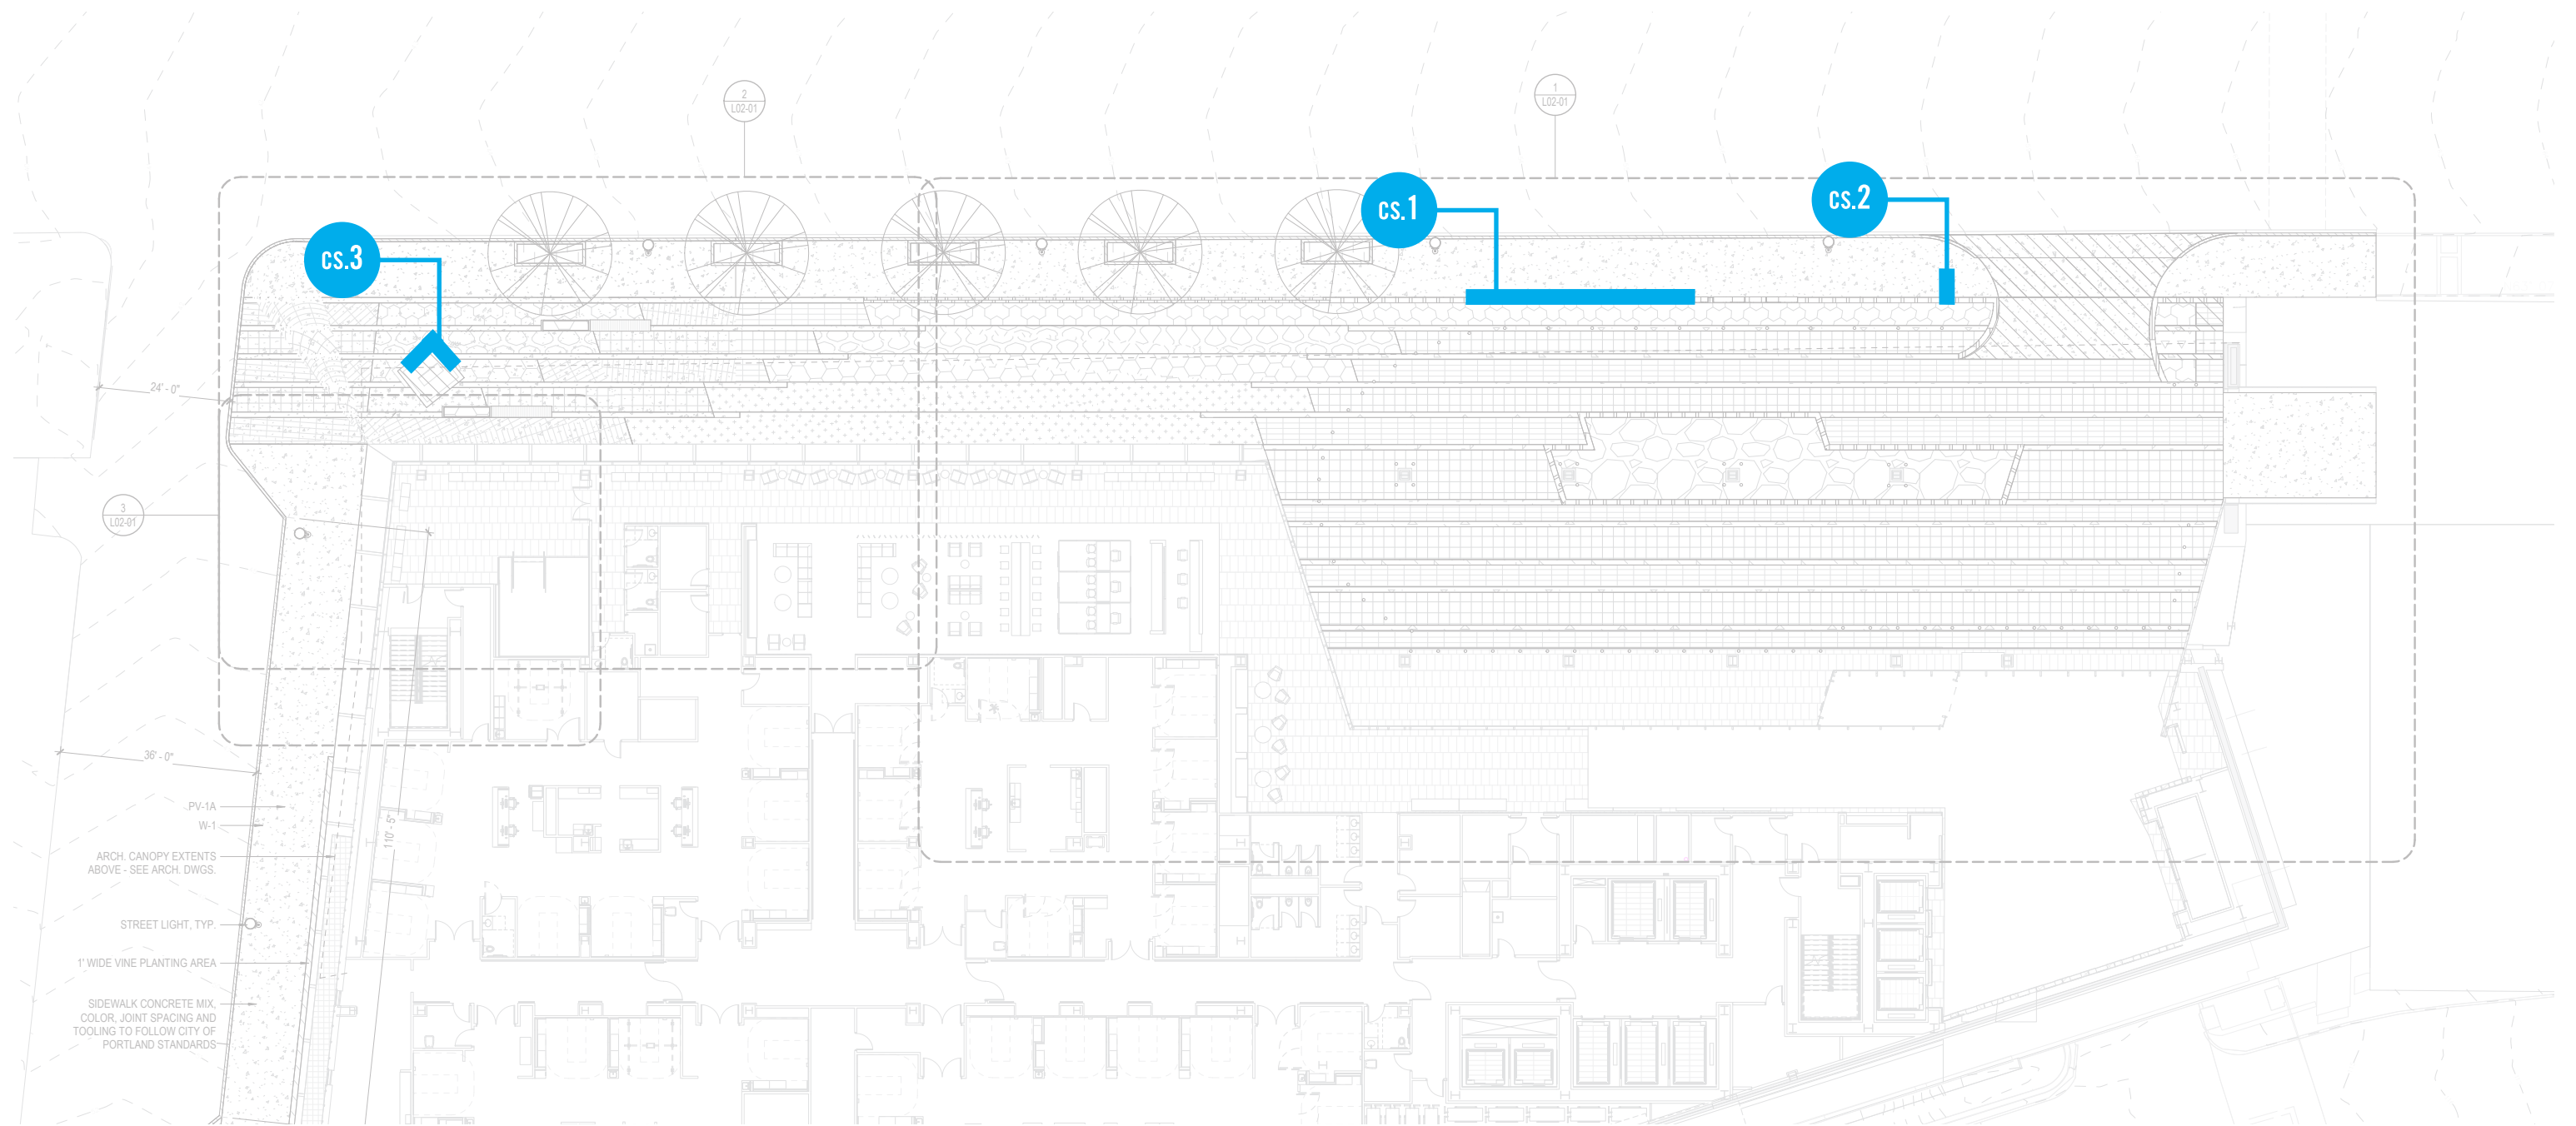 2
L02-01
1
L02-01
cs.1
cs.2
cs.3
24' - 0"
3
L02-01
36' - 0"
PV-1A
W-1
110' - 5"
ARCH. CANOPY EXTENTS
ABOVE - SEE ARCH. DWGS.
STREET LIGHT, TYP.
1' WIDE VINE PLANTING AREA
SIDEWALK CONCRETE MIX,
COLOR, JOINT SPACING AND
TOOLING TO FOLLOW CITY OF
PORTLAND STANDARDS